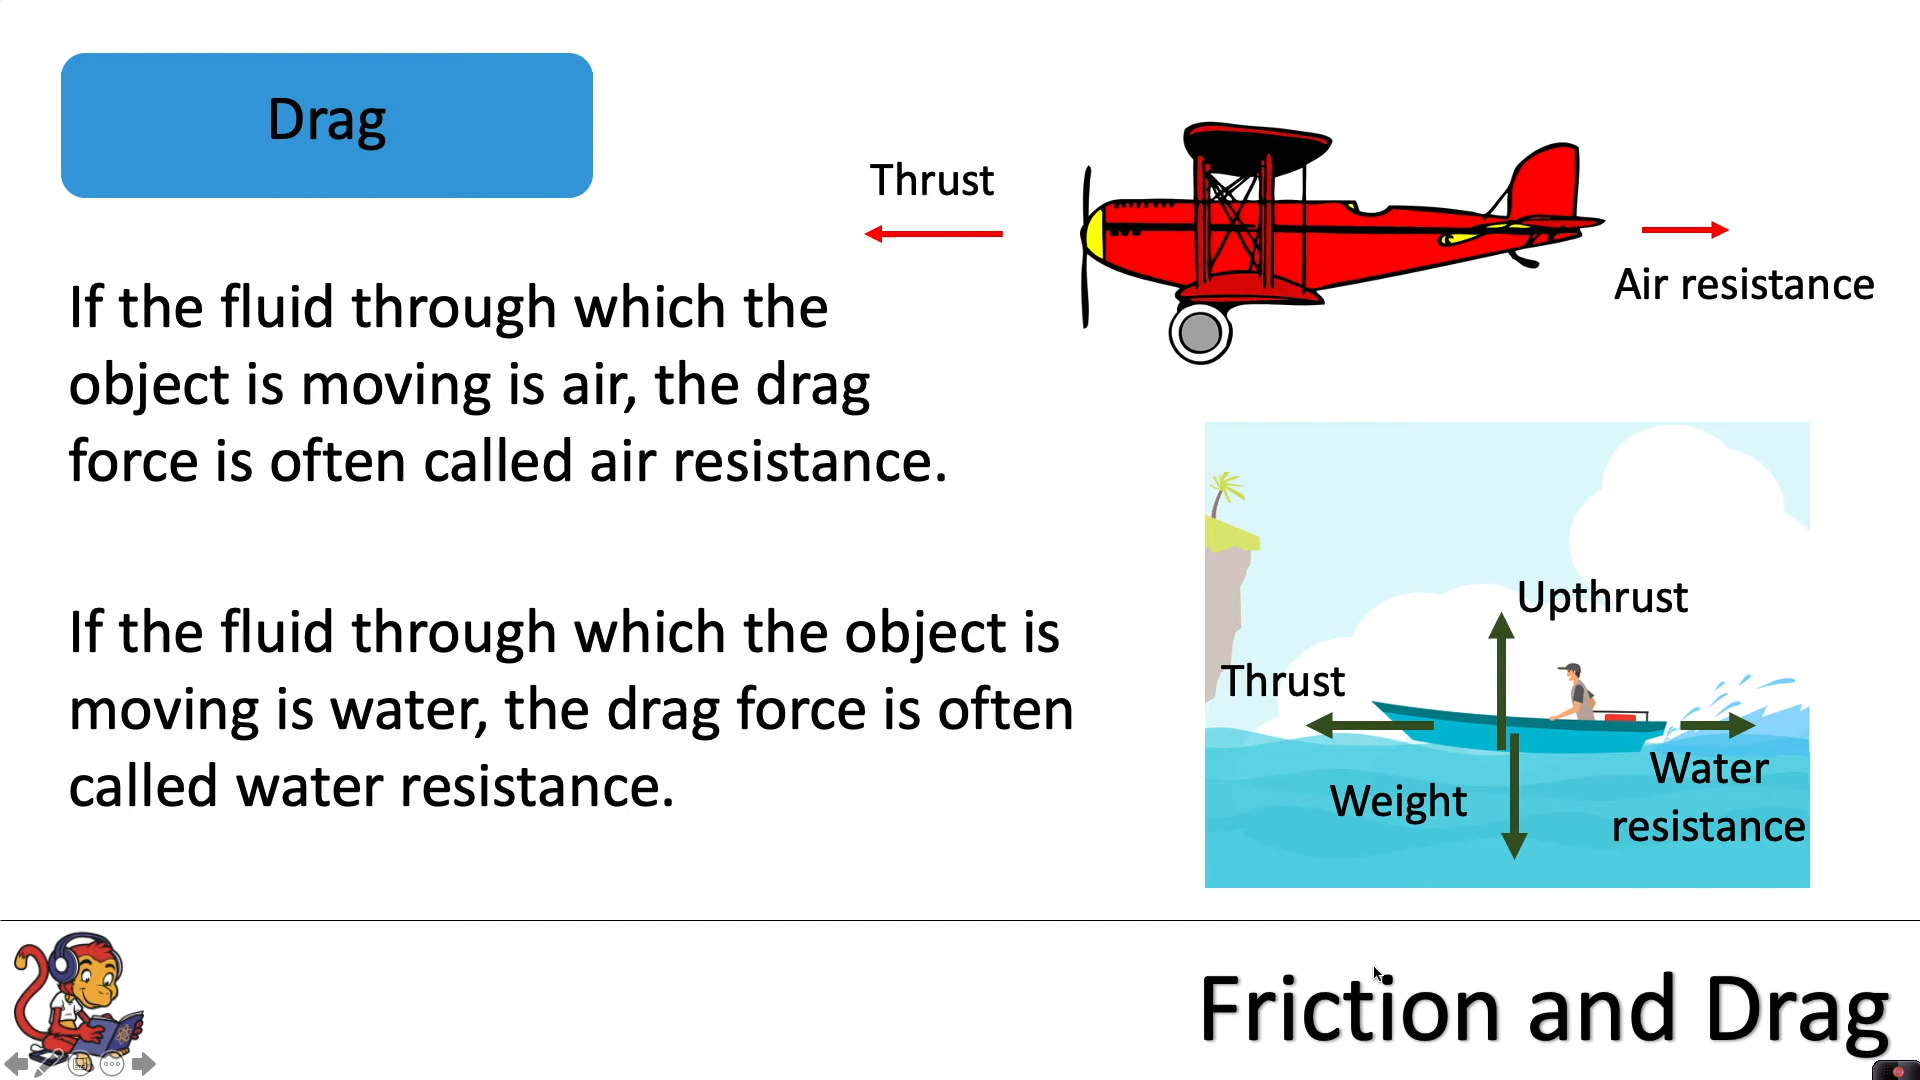 Drag
Thrust
Air resistance
If the fluid through which the
object is moving is air, the drag
force is often called air resistance.
If the fluid through which the object is
moving is water, the drag force is often
called water resistance.
Upthrust
Thrust
Weight
Water
resistance
Friction and Drag